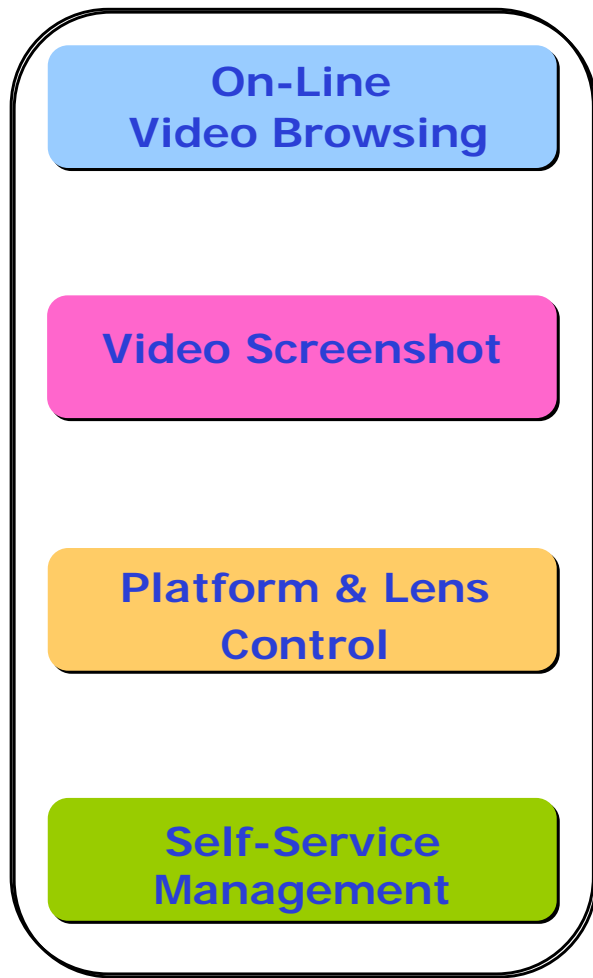 On-Line
Video Browsing
Video Screenshot
Platform & Lens
Control
Self-Service
Management